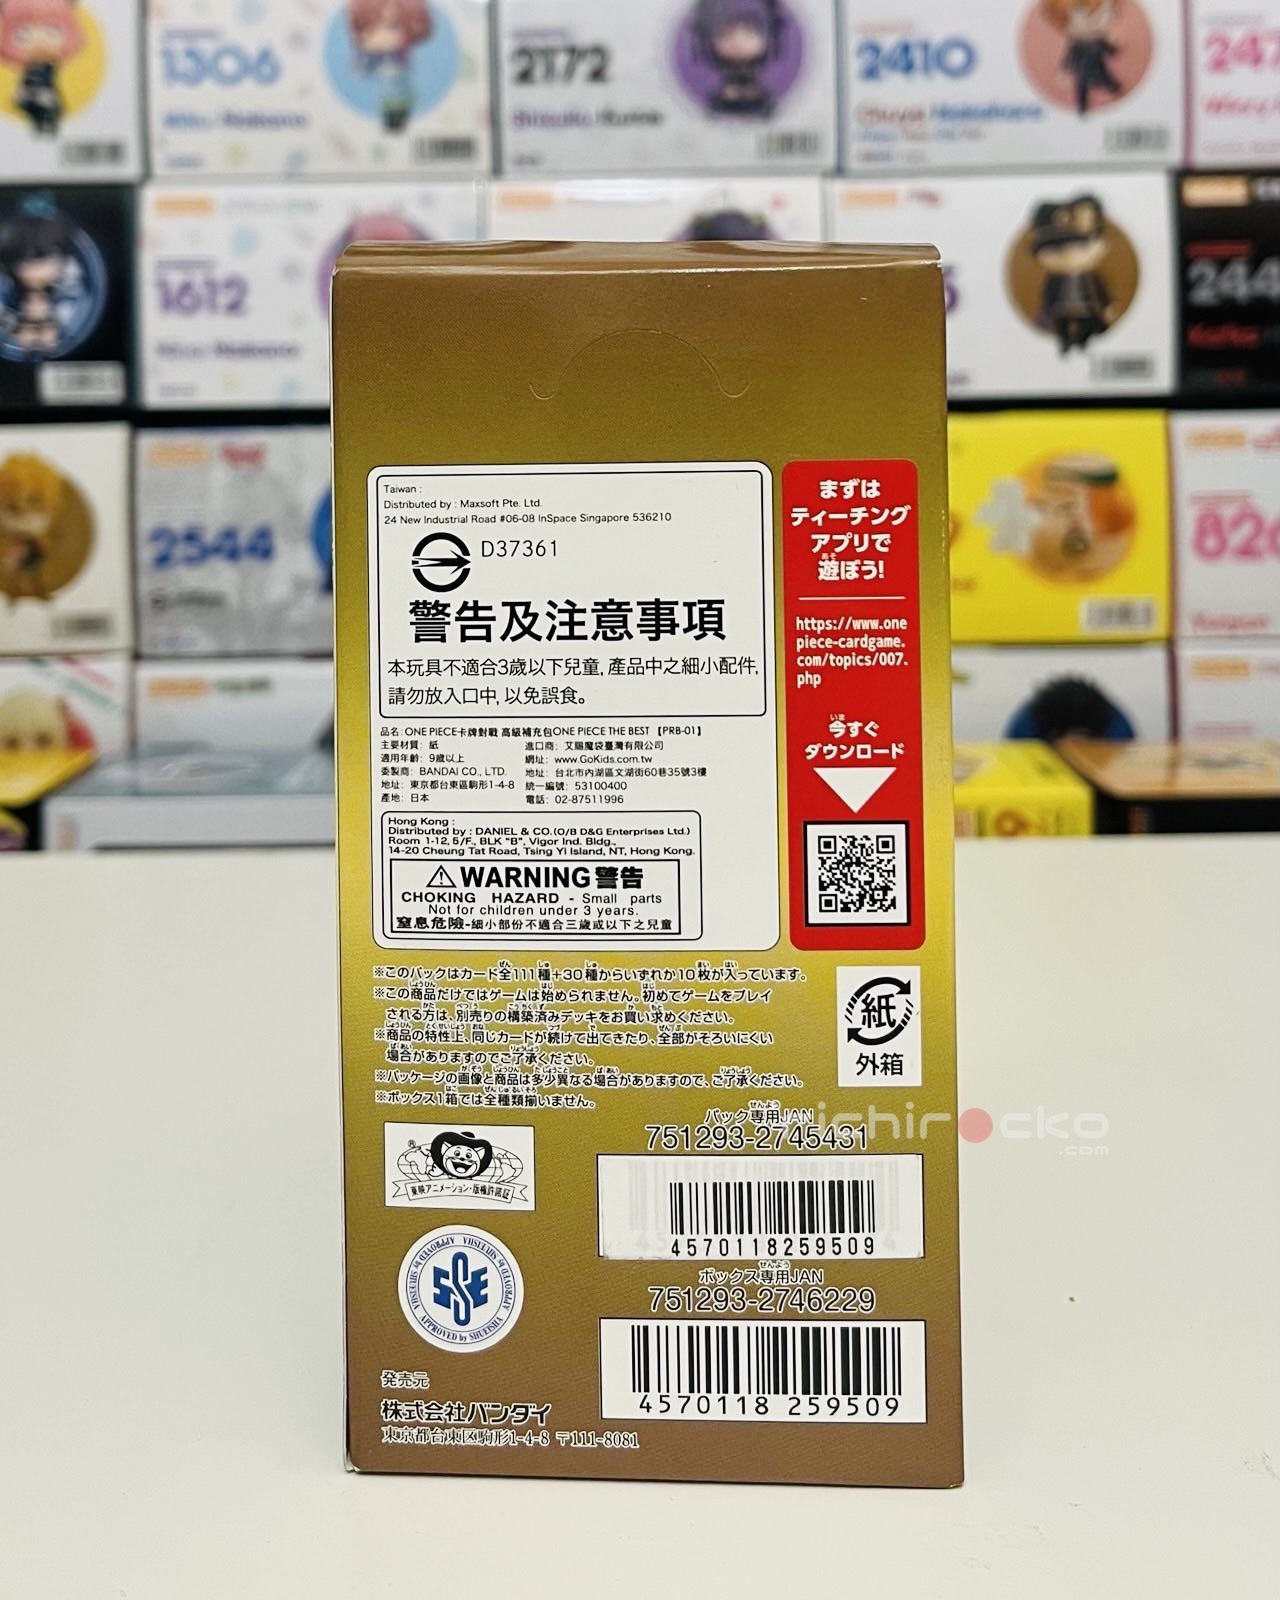 1306
2172
2410
1612
2544
Taiwan :
Distributed by : Maxsoft Pte. Ltd.
24 New Industrial Road #06-08 InSpace Singapore 536210
D37361
警告及注意事項
本玩具不適合3歲以下兒童, 產品中之細小配件,
請勿放入口中, 以免誤食。
品名: ONE PIECE卡牌對戰 高級補充包ONE PIECE THE BEST【PRB-01】
主要材質: 紙
適用年齡: 9歲以上
委製商: BANDAI CO., LTD.
地址: 東京都台東區駒形1-4-8
產地: 日本
進口商: 艾賜魔袋臺灣有限公司
網址: www.GoKids.com.tw
地址: 台北市內湖區文湖街60巷35號3樓
統一編號: 53100400
電話: 02-87511996
Hong Kong :
Distributed by : DANIEL & CO.(O/B D&G Enterprises Ltd.)
Room 1-12, 5/F., BLK "B", Vigor Ind. Bldg.,
14-20 Cheung Tat Road, Tsing Yi Island, NT, Hong Kong.
WARNING 警告
CHOKING HAZARD - Small parts
Not for children under 3 years.
窒息危險-細小部份不適合三歲或以下之兒童
まずは
ティーチング
アプリで
遊ぼう!
https://www.one
piece-cardgame.
com/topics/007.
php
今すぐ
ダウンロード
※このパックはカード全111種+30種からいずれか10枚が入っています。
※この商品だけではゲームは始められません。初めてゲームをプレイ
される方は、別売りの構築済みデッキをお買い求めください。
※商品の特性上、同じカードが続けて出てきたり、全部がそろいにくい
場合がありますのでご了承ください。
※パッケージの画像と商品は多少異なる場合がありますので、ご了承ください。
※ボックス1箱では全種類揃いません。
紙
外箱
ichirocko
.com
パック専用JAN
751293-2745431
4570118259509
ボックス専用JAN
751293-2746229
4570118 259509
東映アニメーション・版権許諾証
SSE
APPROVED by SHUEISHA
発売元
株式会社バンダイ
東京都台東区駒形1-4-8 〒111-8081